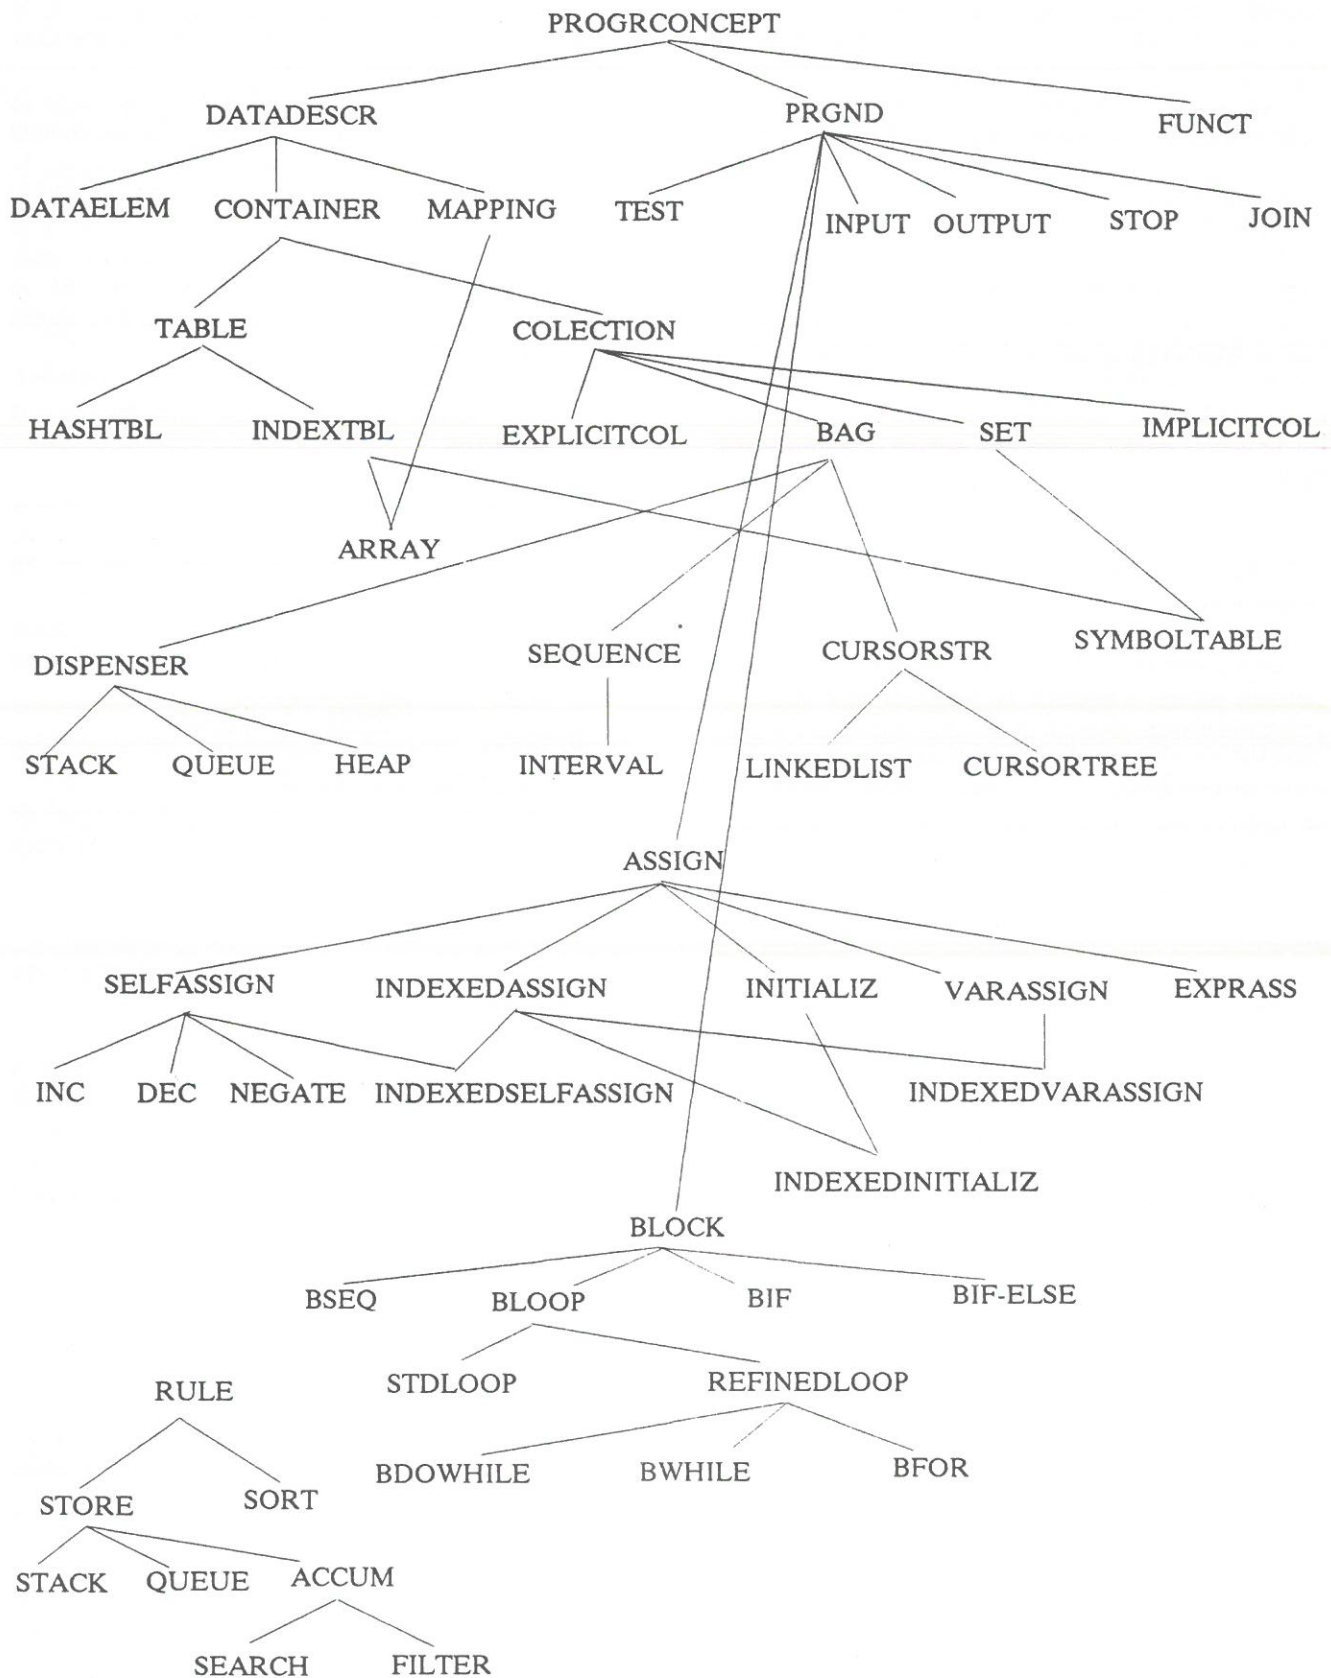 PROGRCONCEPT
DATADESCR PRGND FUNCT
DATAELEM CONTAINER MAPPING TEST INPUT OUTPUT STOP JOIN
TABLE COLECTION
HASHTBL INDEXTBL EXPLICITCOL BAG SET IMPLICITCOL
ARRAY
DISPENSER SEQUENCE CURSORSTR SYMBOLTABLE
STACK QUEUE HEAP INTERVAL LINKEDLIST CURSORTREE
ASSIGN
SELFASSIGN INDEXEDASSIGN INITIALIZ VARASSIGN EXPRASS
INC DEC NEGATE INDEXEDSELFASSIGN INDEXEDVARASSIGN
INDEXEDINITIALIZ
BLOCK
BSEQ BLOOP BIF BIF-ELSE
RULE STDLOOP REFINEDLOOP
BDOWHILE BWHILE BFOR
STORE SORT
STACK QUEUE ACCUM
SEARCH FILTER